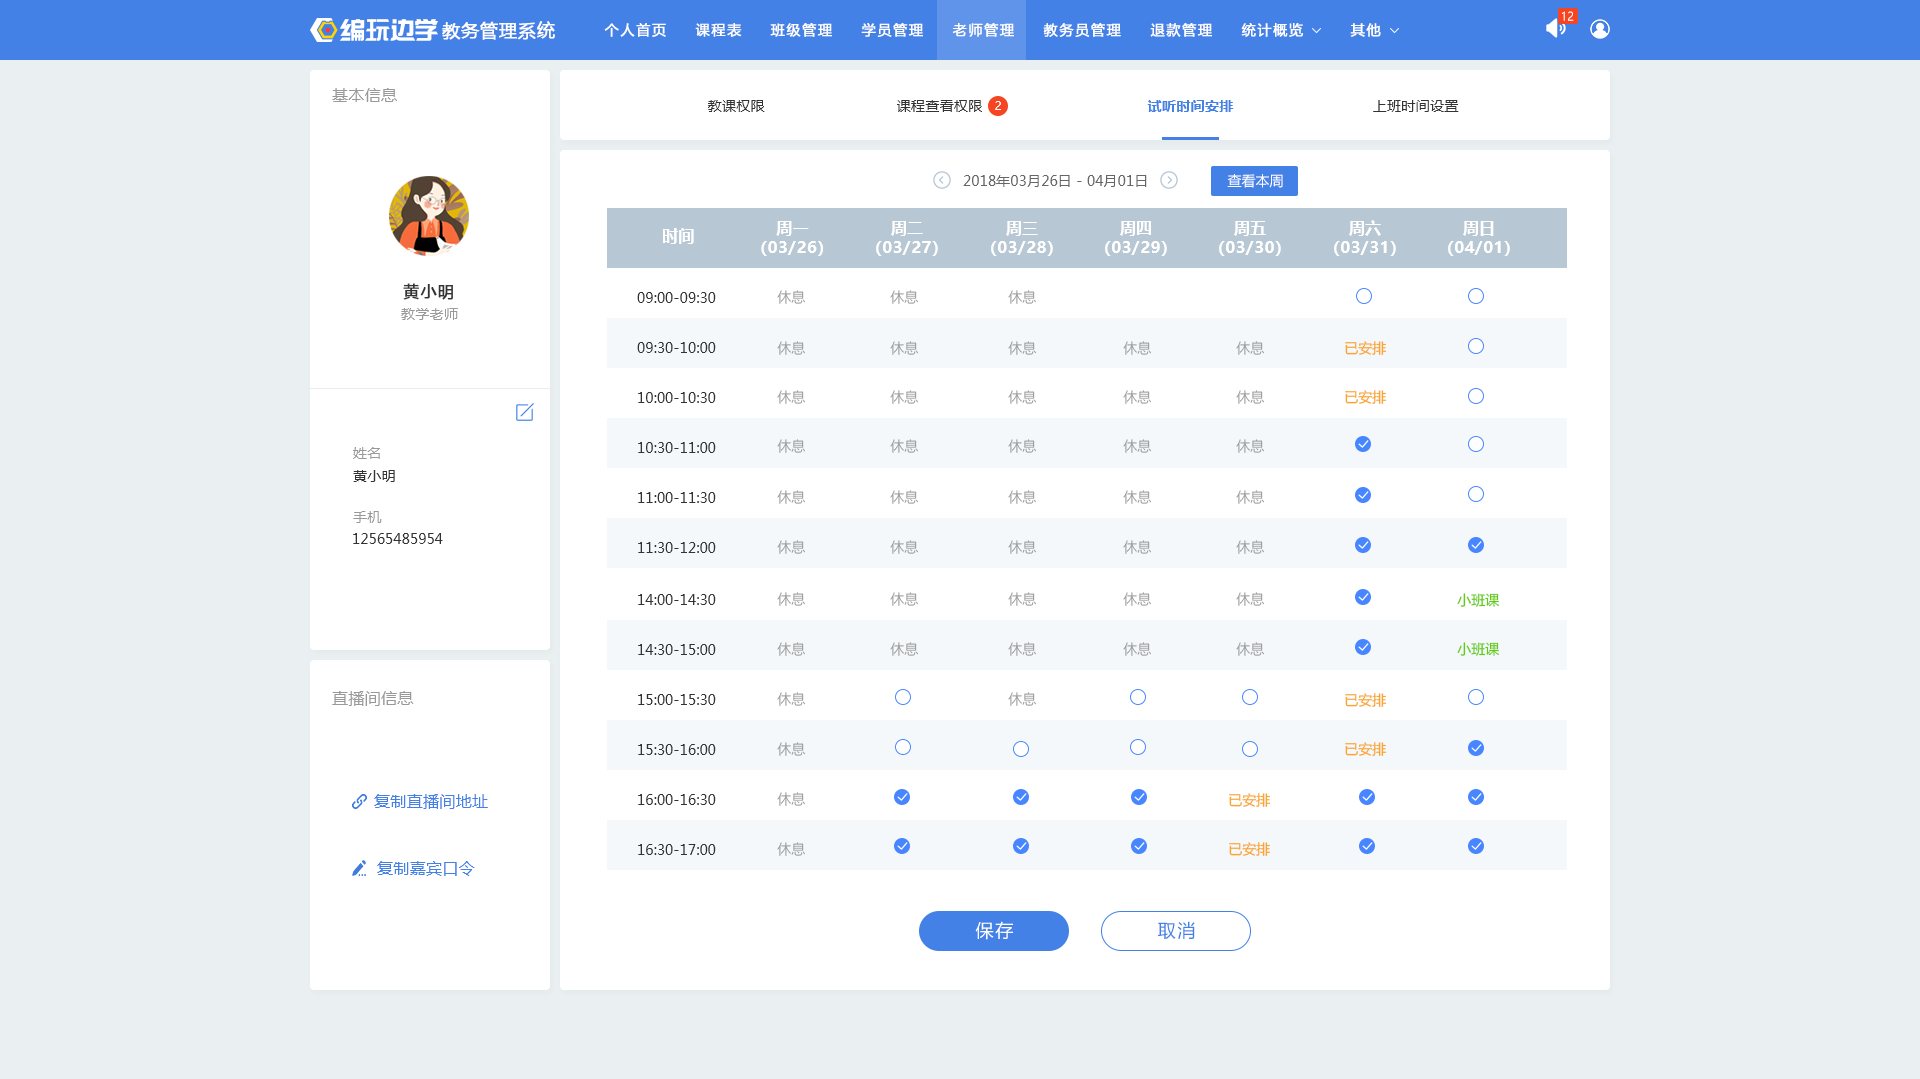 编玩边学 教务管理系统 个人首页 课程表 班级管理 学员管理 老师管理 教务员管理 退款管理 统计概览 其他 12
基本信息
黄小明
教学老师
姓名
黄小明
手机
12565485954
直播间信息
复制直播间地址
复制嘉宾口令
教课权限 课程查看权限 2 试听时间安排 上班时间设置
2018年03月26日 - 04月01日 查看本周
时间 周一 周二 周三 周四 周五 周六 周日
(03/26) (03/27) (03/28) (03/29) (03/30) (03/31) (04/01)
09:00-09:30 休息 休息 休息
09:30-10:00 休息 休息 休息 休息 休息 已安排
10:00-10:30 休息 休息 休息 休息 休息 已安排
10:30-11:00 休息 休息 休息 休息 休息
11:00-11:30 休息 休息 休息 休息 休息
11:30-12:00 休息 休息 休息 休息 休息
14:00-14:30 休息 休息 休息 休息 休息 小班课
14:30-15:00 休息 休息 休息 休息 休息 小班课
15:00-15:30 休息 休息 已安排
15:30-16:00 休息 已安排
16:00-16:30 休息 已安排
16:30-17:00 休息 已安排
保存 取消